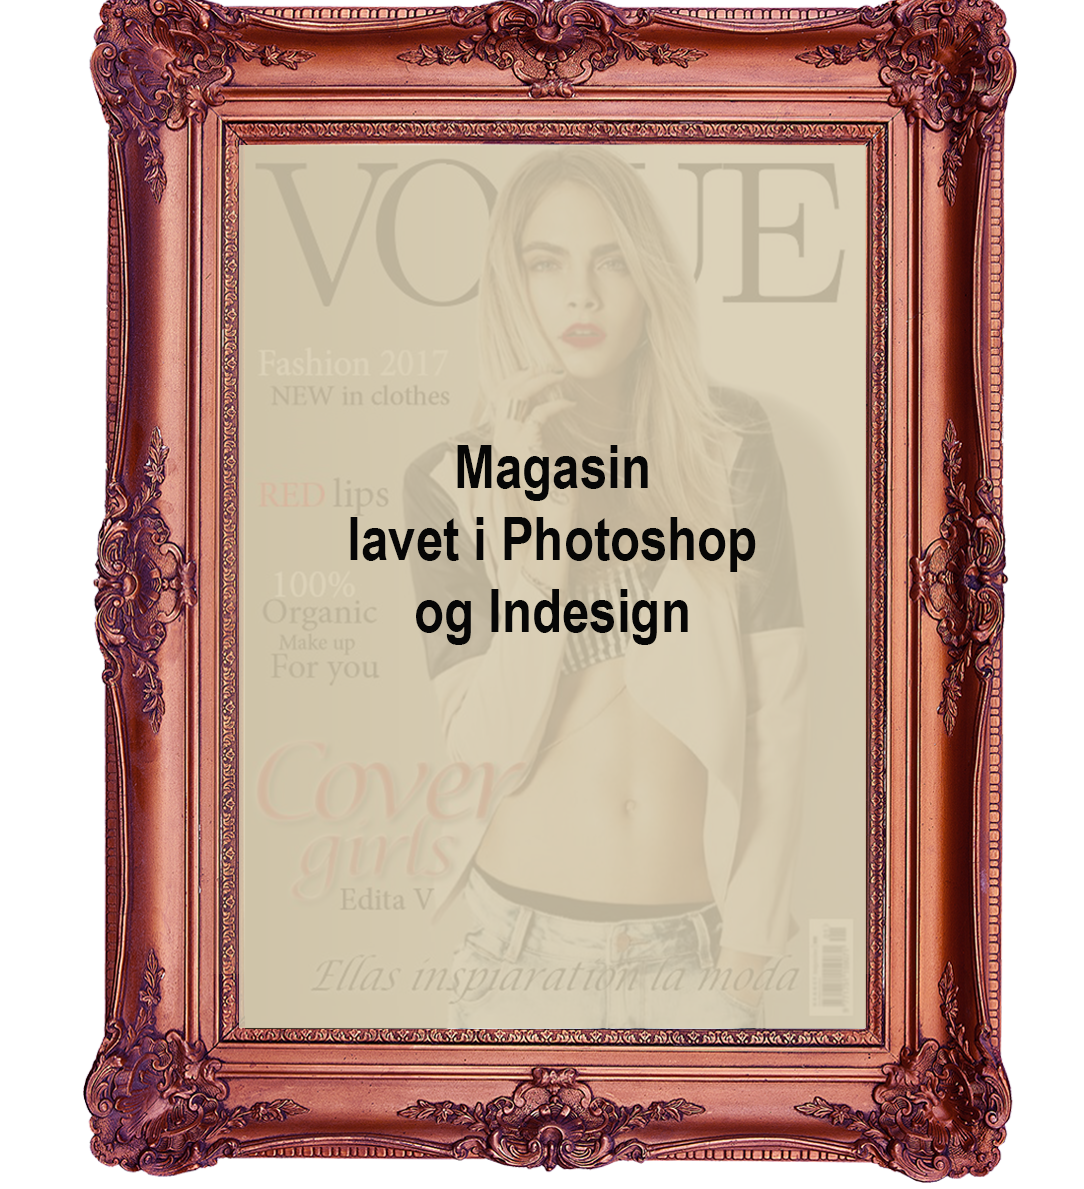 VOGUE
Fashion 2017
NEW in clothes
RED lips
100%
Organic
Make up
For you
Magasin
lavet i Photoshop
og Indesign
Cover
girls
Edita V
Ellas inspiaration la moda